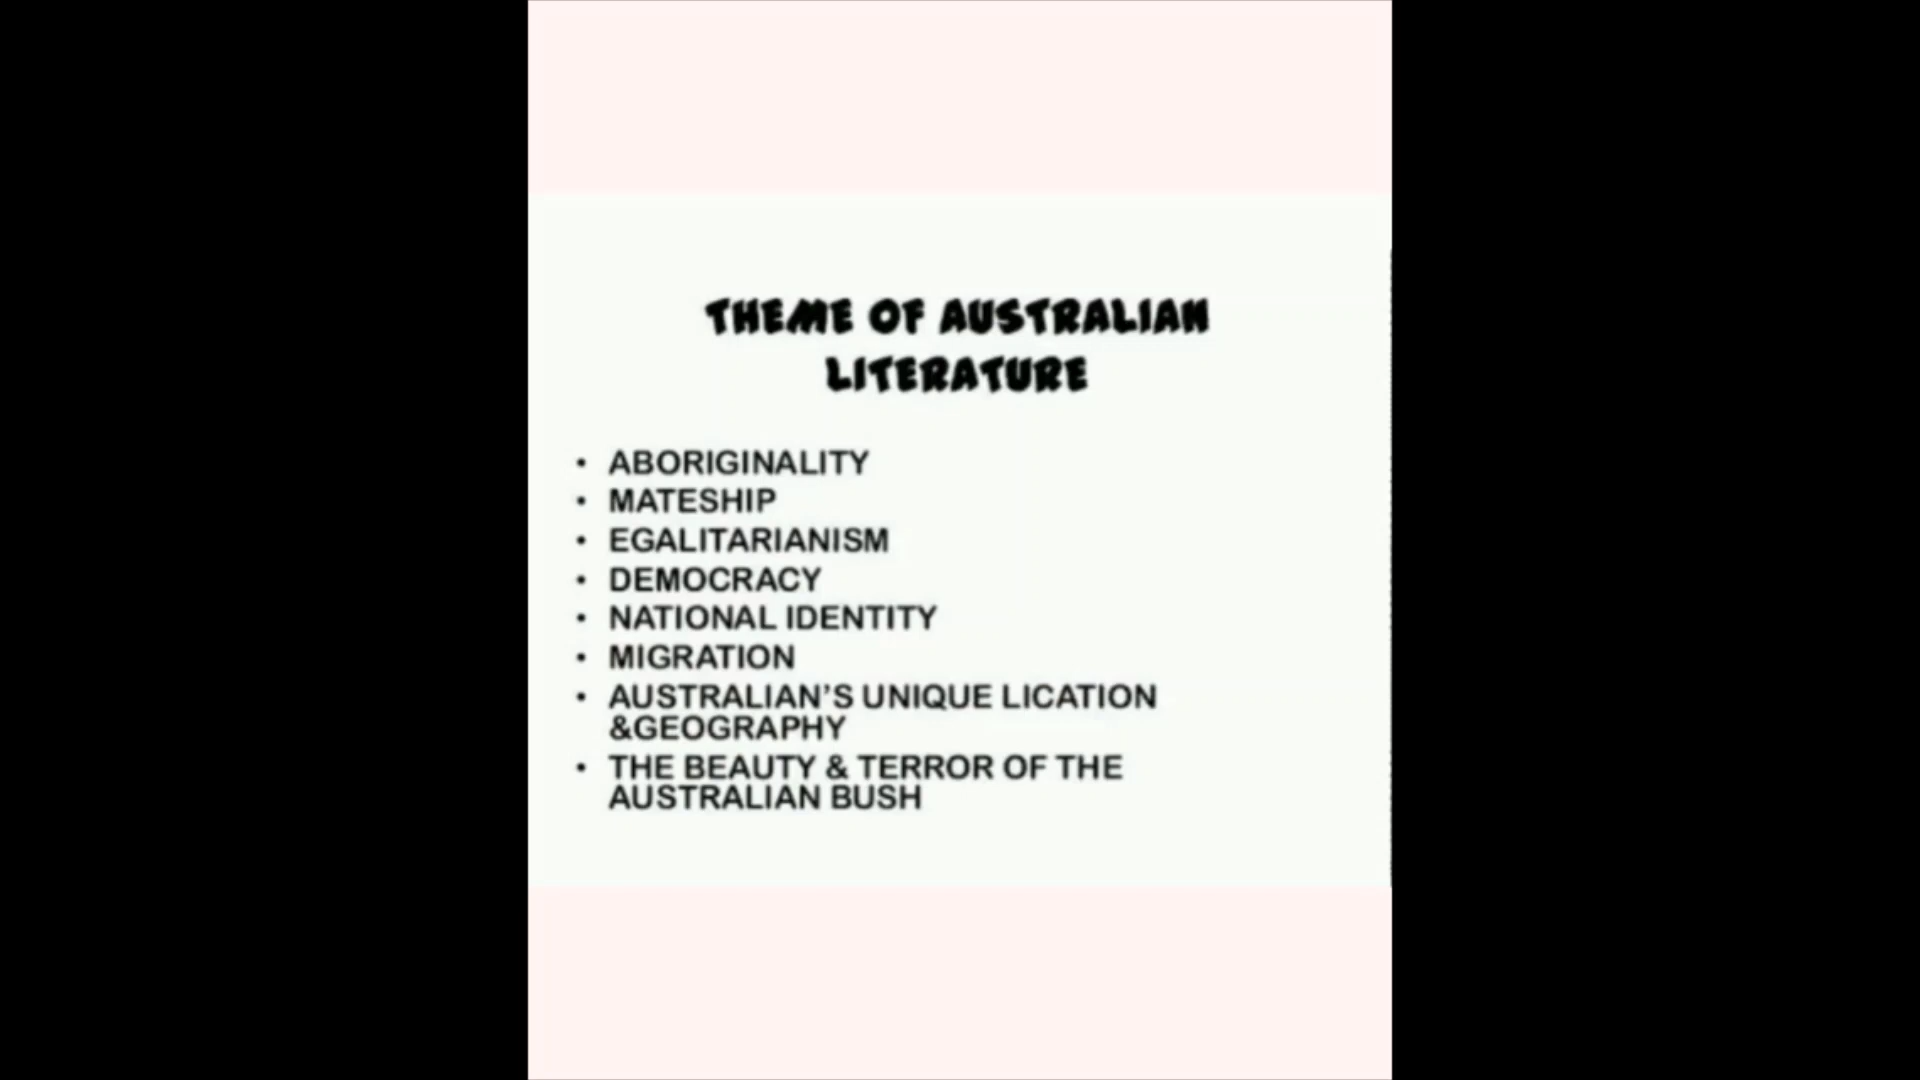 THEME OF AUSTRALIAN
LITERATURE
• ABORIGINALITY
• MATESHIP
• EGALITARIANISM
• DEMOCRACY
• NATIONAL IDENTITY
• MIGRATION
• AUSTRALIAN'S UNIQUE LICATION
&GEOGRAPHY
• THE BEAUTY & TERROR OF THE
AUSTRALIAN BUSH